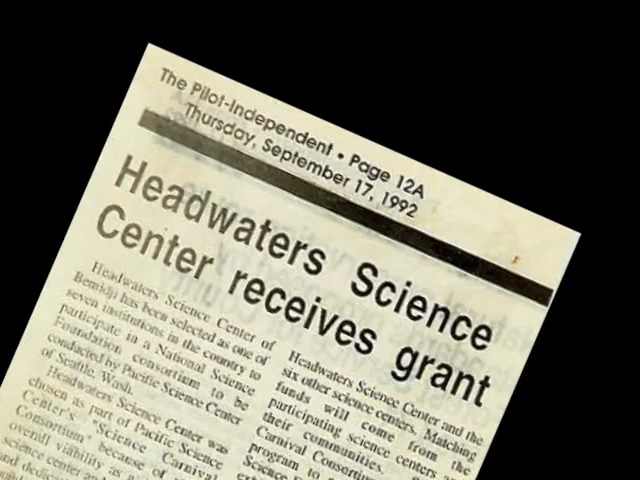 The Pilot-Independent • Page 12A
Thursday, September 17, 1992
Headwaters Science
Center receives grant
Headwaters Science Center of
Bemidji has been selected as one of
seven institutions in the country to
participate in a National Science
Foundation consortium to be
conducted by Pacific Science Center
of Seattle, Wash.
Headwaters Science Center was
chosen as part of Pacific Science
Center's "Science Carnival
Consortium" because of
overall viability as a
science center and
and dedic
Headwaters Science Center and the
six other science centers. Matching
funds will come from the
participating science centers
their communities.
Carnival Consortium
program to
Science